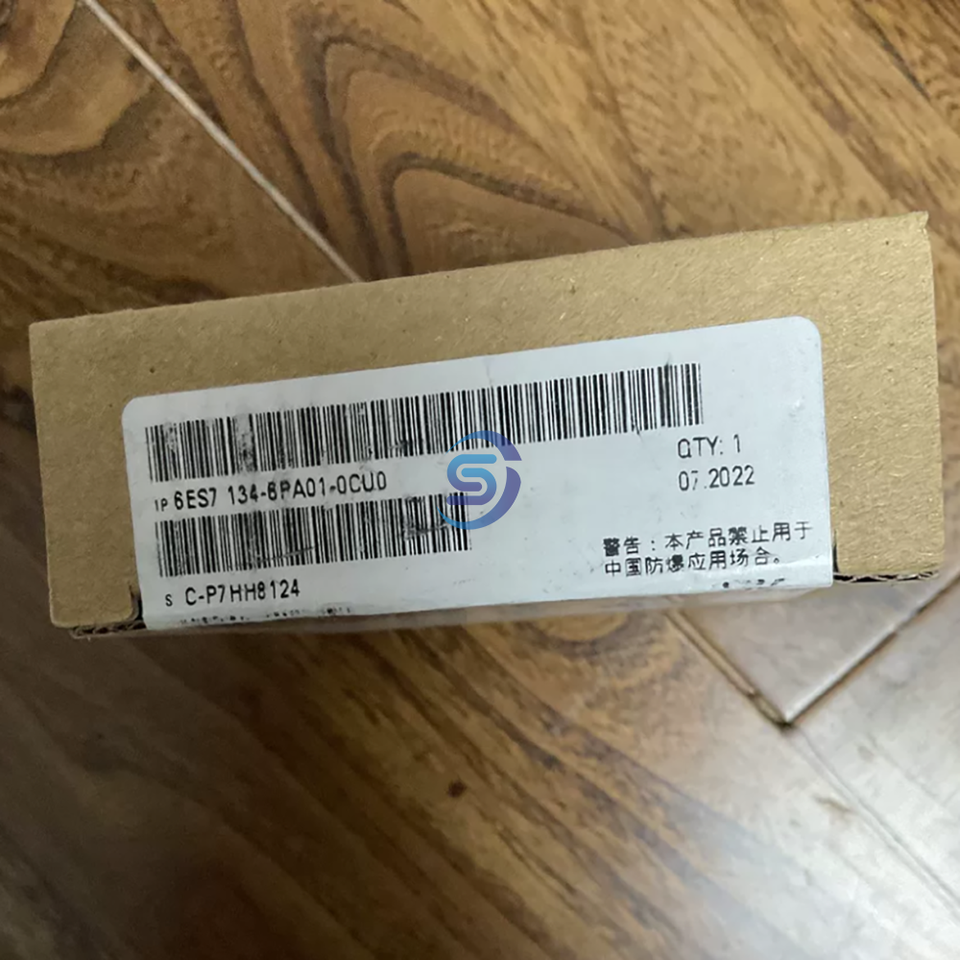 1P 6ES7 134-6PA01-0CU0
QTY: 1
07.2022
S C-P7HH8124
警告：本产品禁止用于
中国防爆应用场合。